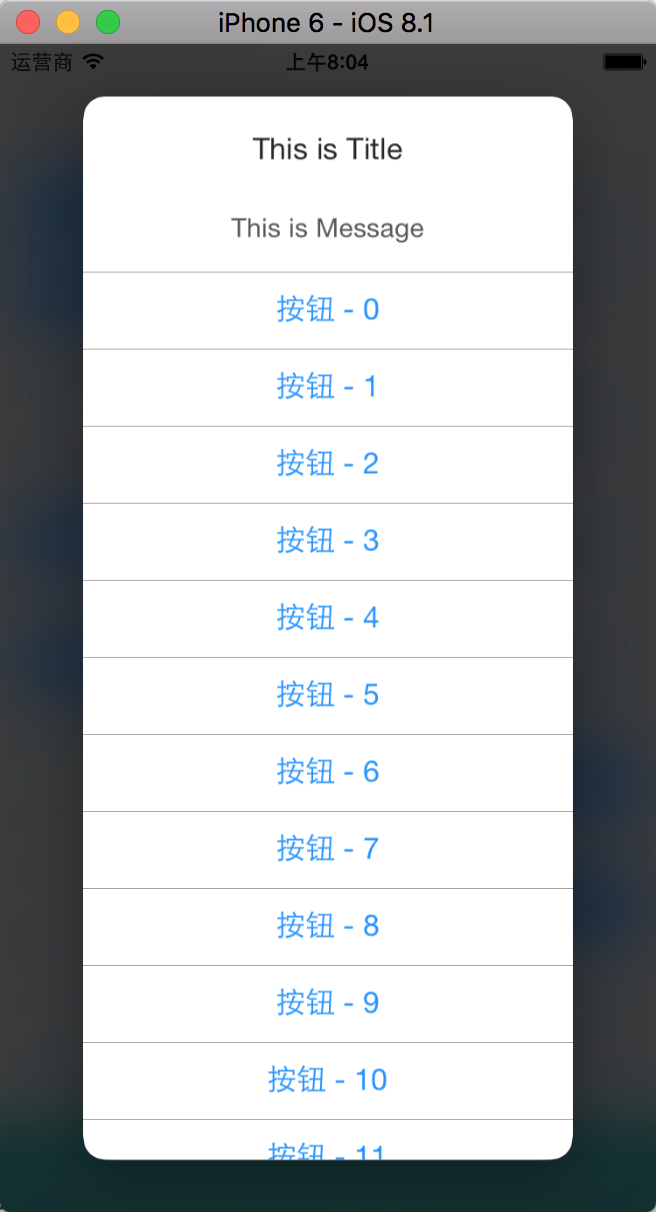 iPhone 6 - iOS 8.1
运营商 上午8:04
This is Title
This is Message
按钮 - 0
按钮 - 1
按钮 - 2
按钮 - 3
按钮 - 4
按钮 - 5
按钮 - 6
按钮 - 7
按钮 - 8
按钮 - 9
按钮 - 10
按钮 - 11